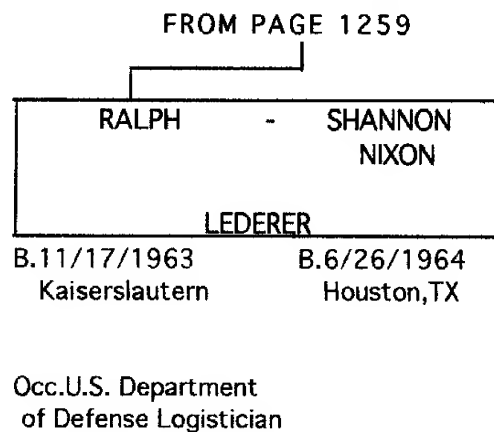 FROM PAGE 1259
RALPH - SHANNON
NIXON
LEDERER
B.11/17/1963 B.6/26/1964
Kaiserslautern Houston,TX
Occ.U.S. Department
of Defense Logistician